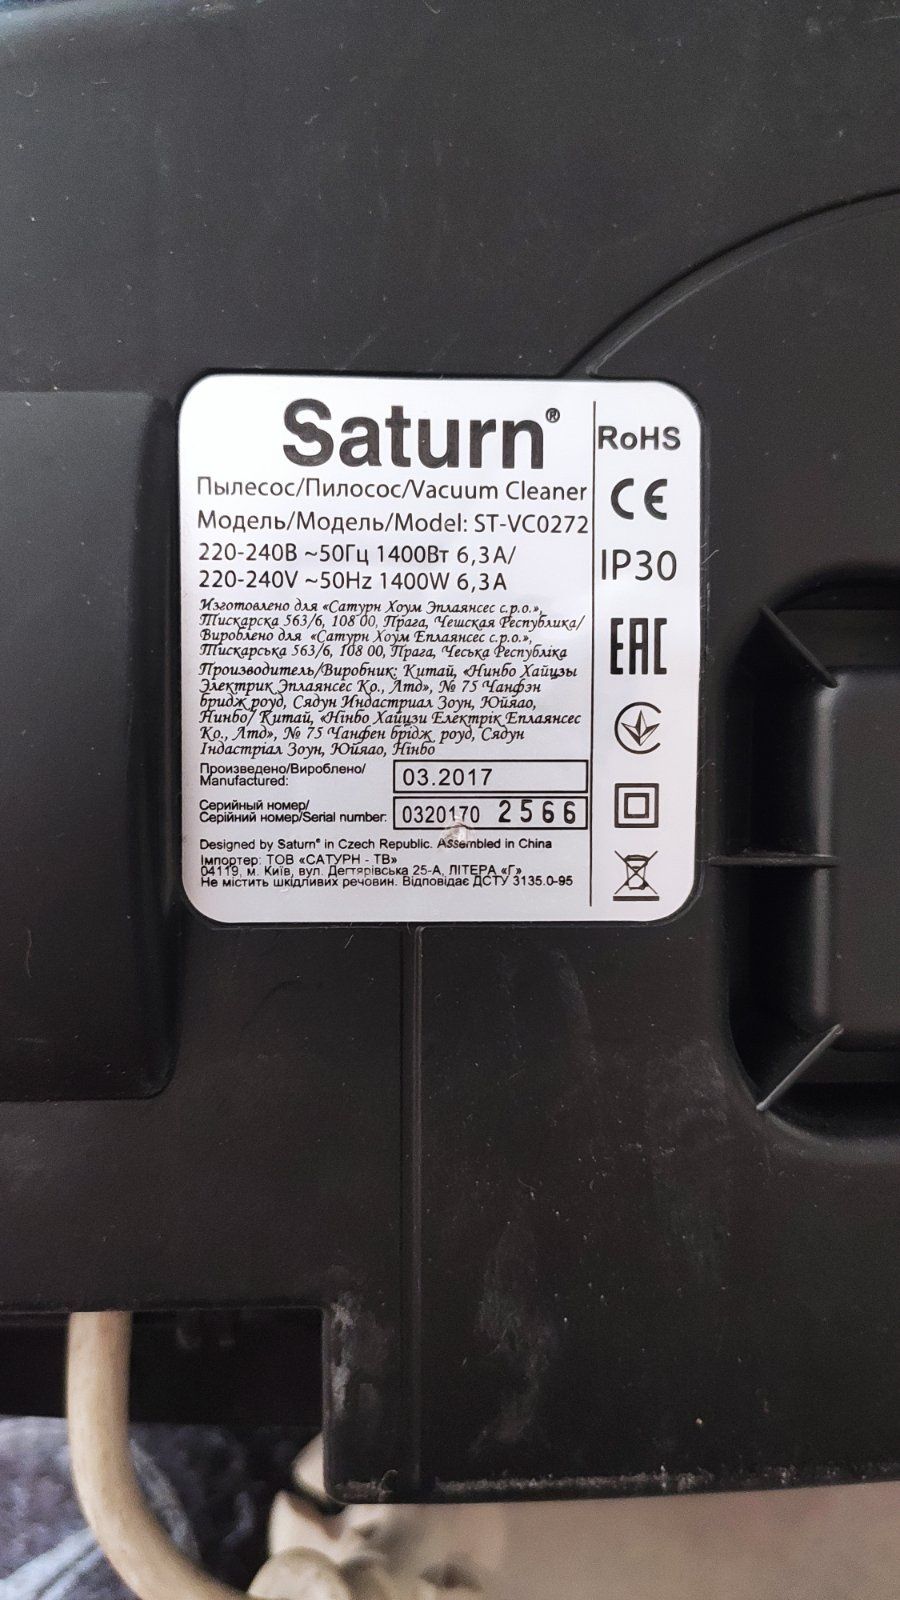 Saturn®
Пылесос/Пилосос/Vacuum Cleaner
Модель/Модель/Model: ST-VC0272
220-240В ~50Гц 1400Вт 6,3А/
220-240V ~50Hz 1400W 6,3A
Изготовлено для «Сатурн Хоум Эплаянсес с.р.о.»,
Тискарска 563/6, 108 00, Прага, Чешская Республика/
Вироблено для «Сатурн Хоум Еплаянсес с.р.о.»,
Тискарська 563/6, 108 00, Прага, Чеська Республіка
Производитель/Виробник: Китай, «Нинбо Хайцзы
Электрик Эплаянсес Ко., Лтд», № 75 Чанфэн
бридж роуд, Сядун Индастриал Зоун, Юйяао,
Нинбо/ Китай, «Нінбо Хайцзи Електрік Еплаянсес
Ко., Лтд», № 75 Чанфен брідж роуд, Сядун
Індастріал Зоун, Юйяао, Нінбо
Произведено/Вироблено/
Manufactured: 03.2017
Серийный номер/
Серійний номер/Serial number: 0320170 2566
Designed by Saturn® in Czech Republic. Assembled in China
Імпортер: ТОВ «САТУРН - ТВ»
04119, м. Київ, вул. Дегтярівська 25-А, ЛІТЕРА «Г»
Не містить шкідливих речовин. Відповідає ДСТУ 3135.0-95
RoHS
CE
IP30
EAC